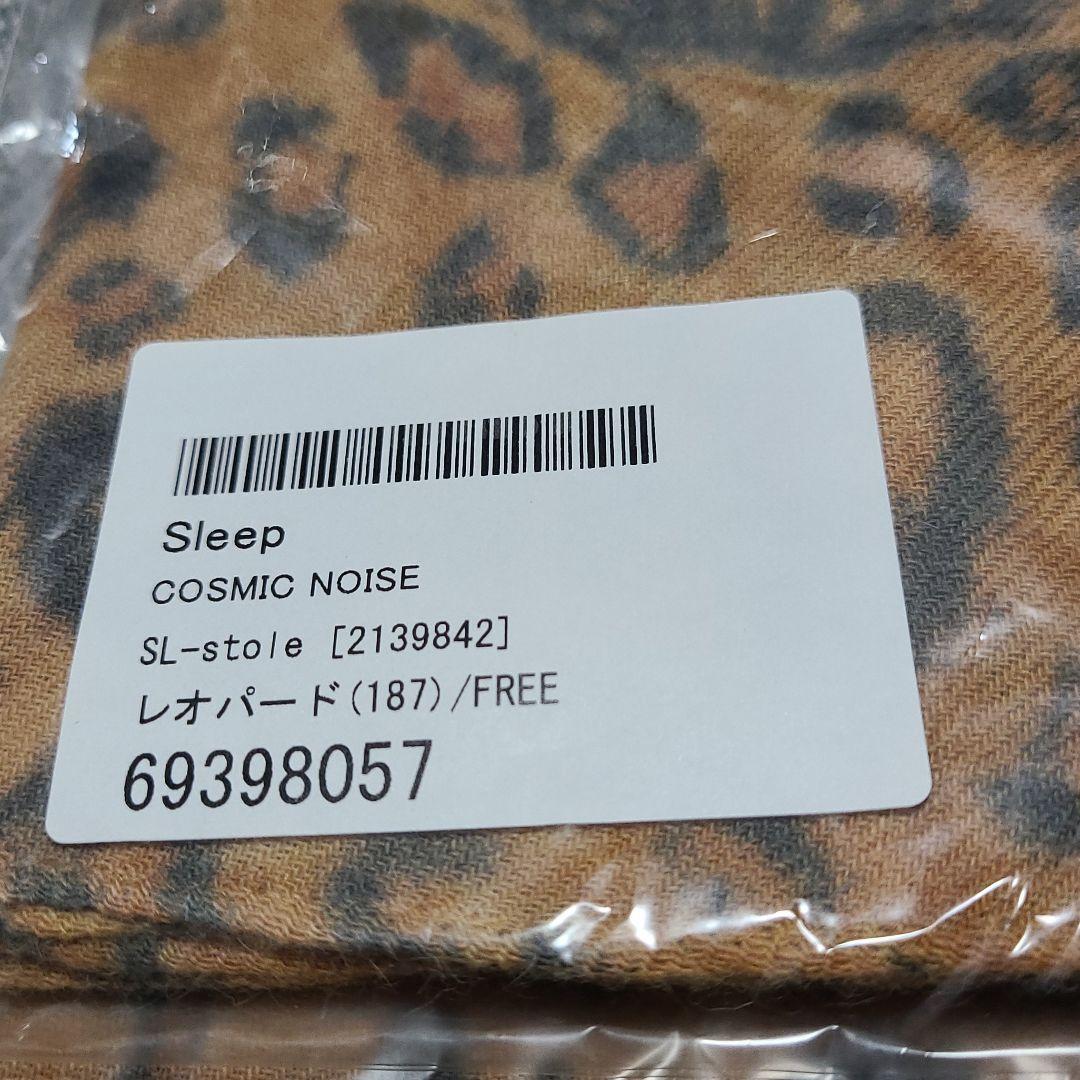 Sleep
COSMIC NOISE
SL-stole [2139842]
レオパード(187)/FREE
69398057